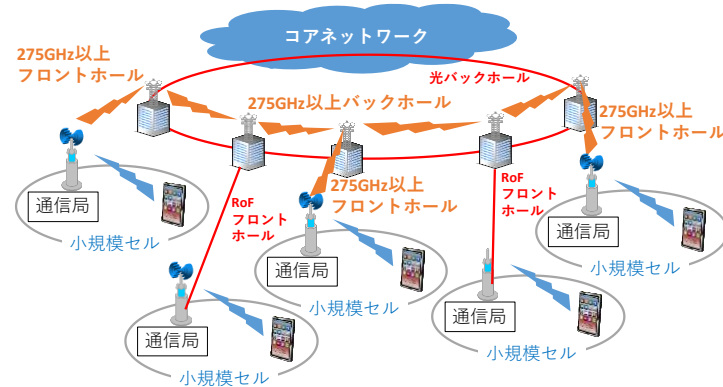 コアネットワーク
275GHz以上
フロントホール
光バックホール
275GHz以上バックホール
275GHz以上
フロントホール
275GHz以上
フロントホール
RoF
フロント
ホール
RoF
フロント
ホール
通信局
小規模セル
通信局
小規模セル
通信局
小規模セル
通信局
小規模セル
通信局
小規模セル